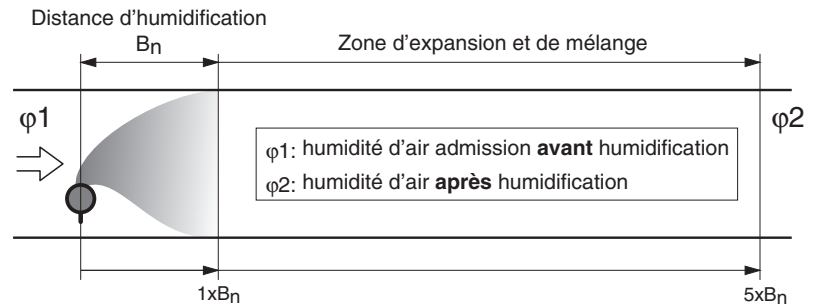 Distance d'humidification
Bn
Zone d'expansion et de mélange
φ1
φ2
φ1: humidité d'air admission avant humidification
φ2: humidité d'air après humidification
1xBn
5xBn